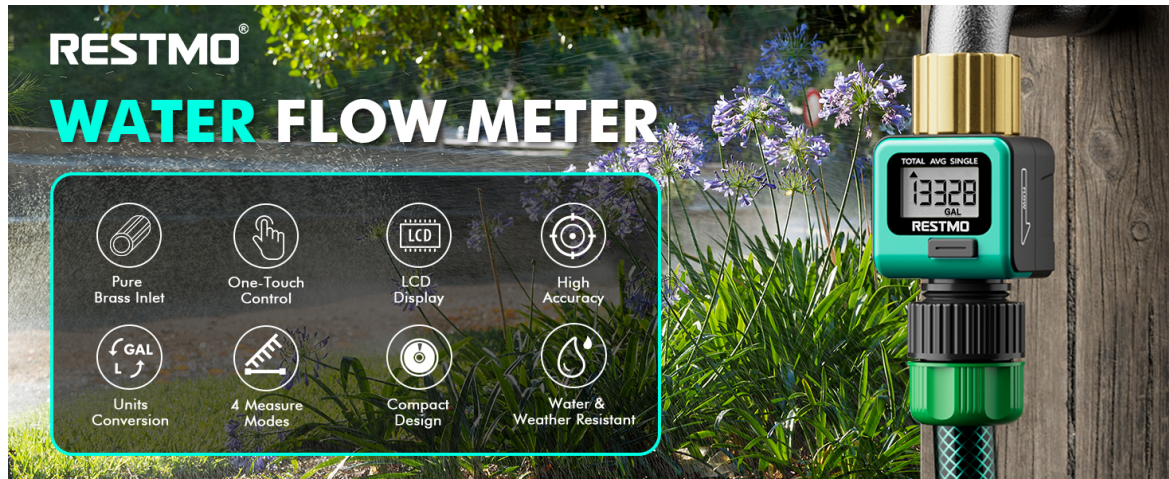 RESTMO®
WATER FLOW METER
Pure
Brass Inlet
One-Touch
Control
LCD
LCD
Display
High
Accuracy
GAL
L
Units
Conversion
4 Measure
Modes
Compact
Design
Water &
Weather Resistant
TOTAL AVG SINGLE
13328
GAL
RESTMO
FLOW